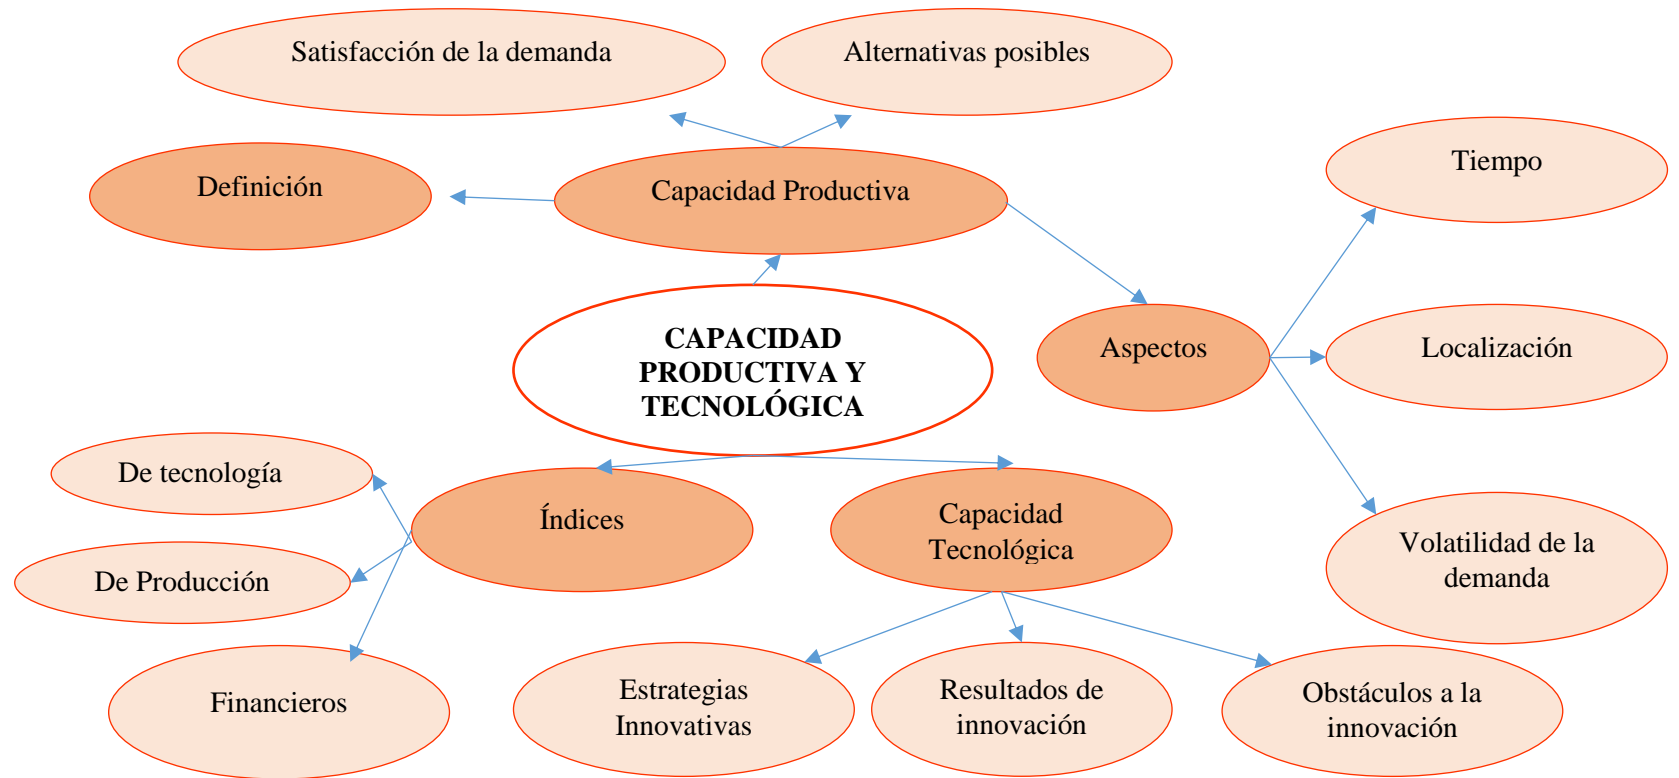 Satisfacción de la demanda
Alternativas posibles
Tiempo
Definición
Capacidad Productiva
CAPACIDAD
PRODUCTIVA Y
TECNOLÓGICA
Aspectos
Localización
De tecnología
Índices
Capacidad
Tecnológica
Volatilidad de la
demanda
De Producción
Financieros
Estrategias
Innovativas
Resultados de
innovación
Obstáculos a la
innovación